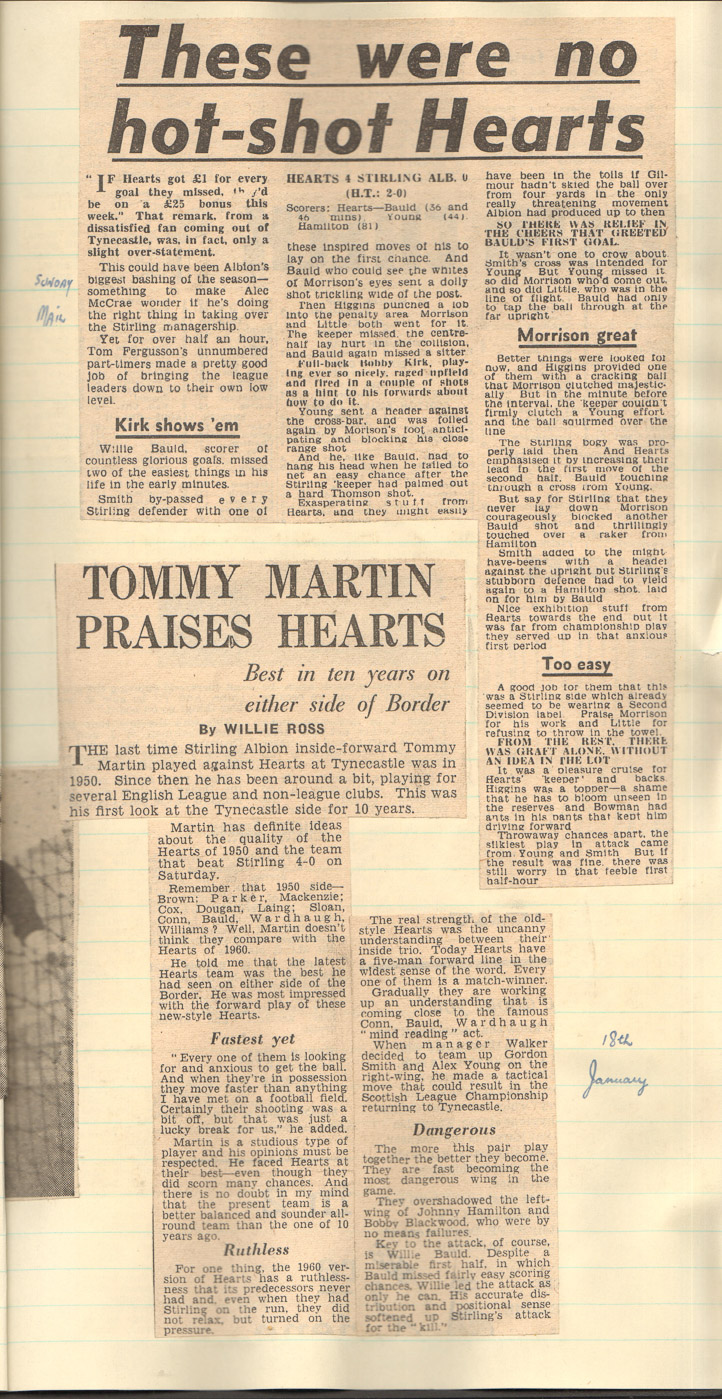 These were no
hot-shot Hearts
" IF Hearts got £1 for every
goal they missed, they'd
be on a £25 bonus this
week." That remark, from a
dissatisfied fan coming out of
Tynecastle, was, in fact, only a
slight over-statement.
This could have been Albion's
biggest bashing of the season—
something to make Alec
McCrae wonder if he's doing
the right thing in taking over
the Stirling managership.
Yet for over half an hour,
Tom Fergusson's unnumbered
part-timers made a pretty good
job of bringing the league
leaders down to their own low
level.
Kirk shows 'em
Willie Bauld, scorer of
countless glorious goals, missed
two of the easiest things in his
life in the early minutes.
Smith by-passed every
Stirling defender with one of
HEARTS 4 STIRLING ALB. 0
(H.T.: 2-0)
Scorers: Hearts—Bauld (36 and
46 mins) Young (44)
Hamilton (81)
these inspired moves of his to
lay on the first chance. And
Bauld who could see the whites
of Morrison's eyes sent a dolly
shot trickling wide of the post.
Then Higgins punched a lob
into the penalty area Morrison
and Little both went for it.
The keeper missed, the centre-
half lay hurt in the collision,
and Bauld again missed a sitter
Full-back Bobby Kirk, play-
ing ever so nicely, raged upfield
and fired in a couple of shots
as a hint to his forwards about
how to do it.
Young sent a header against
the cross-bar, and was foiled
again by Morison's foot antici-
pating and blocking his close
range shot
And he, like Bauld, had to
hang his head when he failed to
net an easy chance after the
Stirling 'keeper had palmed out
a hard Thomson shot.
Exasperating stuff from
Hearts, and they might easily
have been in the toils if Gil-
mour hadn't skied the ball over
from four yards in the only
really threatening movement
Albion had produced up to then
SO THERE WAS RELIEF IN
THE CHEERS THAT GREETED
BAULD'S FIRST GOAL.
It wasn't one to crow about
Smith's cross was intended for
Young But Young missed it.
so did Morrison who'd come out,
and so did Little, who was in the
line of flight. Bauld had only
to tap the ball through at the
far upright
Morrison great
Better things were looked for
now, and Higgins provided one
of them with a cracking ball
that Morrison clutched majestic-
ally But in the minute before
the interval, the keeper couldn't
firmly clutch a Young effort
and the ball squirmed over the
line
The Stirling bogy was pro-
perly laid then And Hearts
emphasised it by increasing their
lead in the first move of the
second half, Bauld touching
through a cross from Young.
But say for Stirling that they
never lay down Morrison
courageously blocked another
Bauld shot and thrillingly
touched over a raker from
Hamilton
Smith added to the might
have-beens with a header
against the upright but Stirling's
stubborn defence had to yield
again to a Hamilton shot, laid
on for him by Bauld
Nice exhibition stuff from
Hearts towards the end but it
was far from championship play
they served up in that anxious
first period
Too easy
A good job for them that this
was a Stirling side which already
seemed to be wearing a Second
Division label. Praise Morrison
for his work and Little for
refusing to throw in the towel.
FROM THE REST, THERE
WAS GRAFT ALONE, WITHOUT
AN IDEA IN THE LOT
It was a pleasure cruise for
Hearts' 'keeper and backs
Higgins was a topper—a shame
that he has to bloom unseen in
the reserves and Bowman had
ants in his pants that kept him
driving forward
Throwaway chances apart, the
slikiest play in attack came
from Young and Smith But if
the result was fine, there was
still worry in that feeble first
half-hour
SUNDAY
MAIL
TOMMY MARTIN
PRAISES HEARTS
Best in ten years on
either side of Border
By WILLIE ROSS
THE last time Stirling Albion inside-forward Tommy
Martin played against Hearts at Tynecastle was in
1950. Since then he has been around a bit, playing for
several English League and non-league clubs. This was
his first look at the Tynecastle side for 10 years.
Martin has definite ideas
about the quality of the
Hearts of 1950 and the team
that beat Stirling 4-0 on
Saturday.
Remember that 1950 side—
Brown; Parker, Mackenzie;
Cox, Dougan, Laing; Sloan,
Conn, Bauld, Wardhaugh,
Williams? Well, Martin doesn't
think they compare with the
Hearts of 1960.
He told me that the latest
Hearts team was the best he
had seen on either side of the
Border. He was most impressed
with the forward play of these
new-style Hearts.
Fastest yet
" Every one of them is looking
for and anxious to get the ball.
And when they're in possession
they move faster than anything
I have met on a football field.
Certainly their shooting was a
bit off, but that was just a
lucky break for us," he added.
Martin is a studious type of
player and his opinions must be
respected. He faced Hearts at
their best—even though they
did scorn many chances. And
there is no doubt in my mind
that the present team is a
better balanced and sounder all-
round team than the one of 10
years ago.
Ruthless
For one thing, the 1960 ver-
sion of Hearts has a ruthless-
ness that its predecessors never
had and, even when they had
Stirling on the run, they did
not relax, but turned on the
pressure.
The real strength of the old-
style Hearts was the uncanny
understanding between their
inside trio. Today Hearts have
a five-man forward line in the
widest sense of the word. Every
one of them is a match-winner.
Gradually they are working
up an understanding that is
coming close to the famous
Conn, Bauld, Wardhaugh
" mind reading " act.
When manager Walker
decided to team up Gordon
Smith and Alex Young on the
right-wing, he made a tactical
move that could result in the
Scottish League Championship
returning to Tynecastle.
Dangerous
The more this pair play
together the better they become.
They are fast becoming the
most dangerous wing in the
game.
They overshadowed the left-
wing of Johnny Hamilton and
Bobby Blackwood, who were by
no means failures.
Key to the attack, of course,
is Willie Bauld. Despite a
miserable first half, in which
Bauld missed fairly easy scoring
chances, Willie led the attack as
only he can. His accurate dis-
tribution and positional sense
softened up Stirling's attack
for the " kill."
18th
January